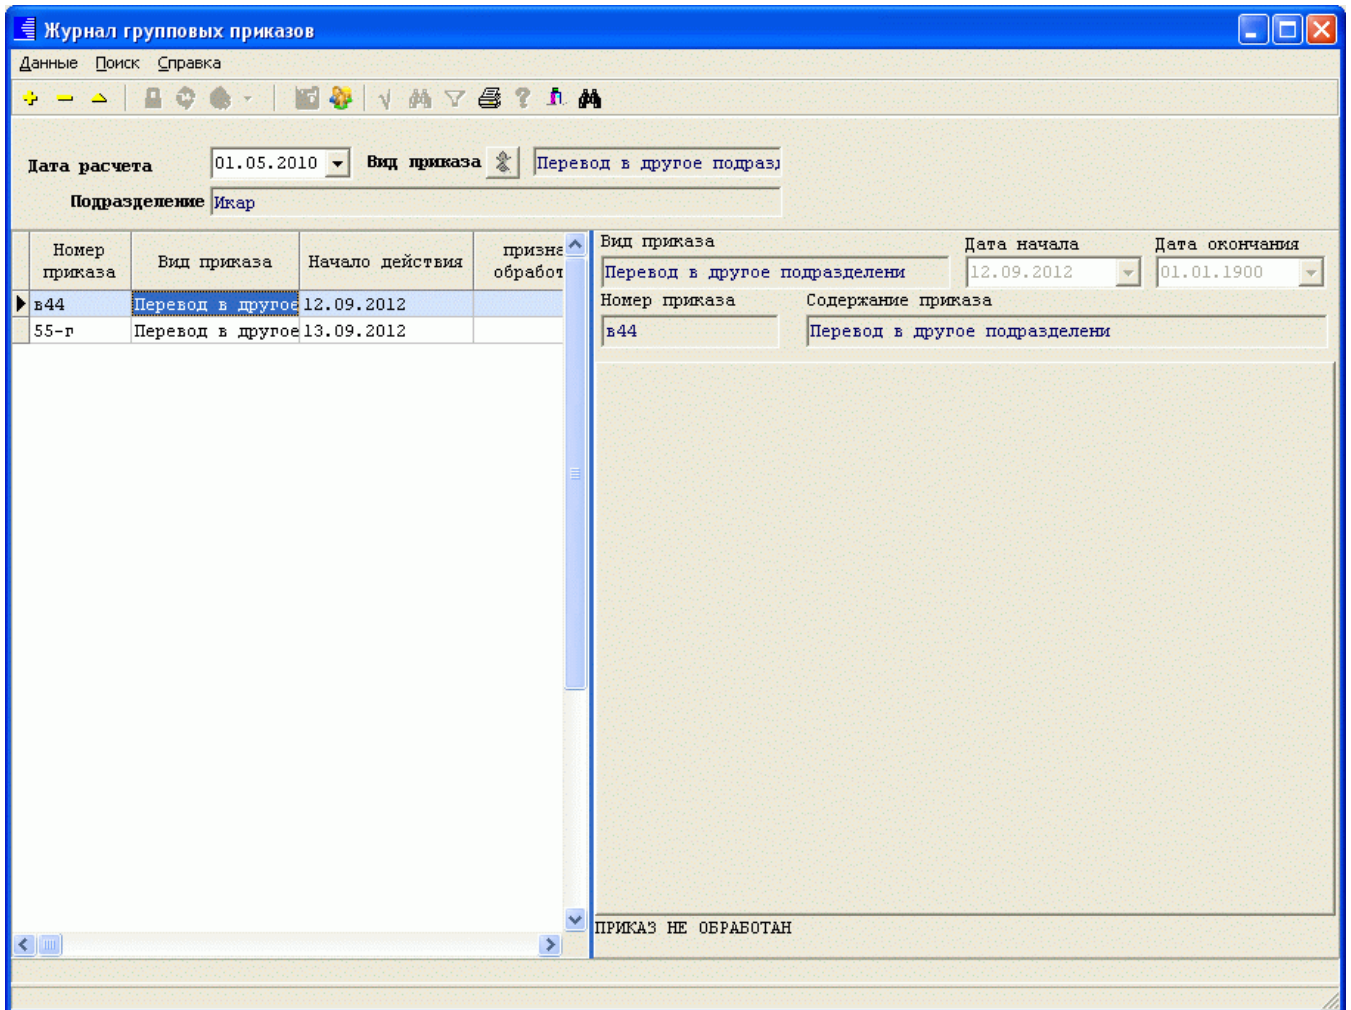 Журнал групповых приказов
Данные Поиск Справка
Дата расчета 01.05.2010 Вид приказа Перевод в другое подразд
Подразделение Икар
Номер приказа Вид приказа Начало действия призна обработ
в44 Перевод в другое 12.09.2012
55-г Перевод в другое 13.09.2012
Вид приказа Дата начала Дата окончания
Перевод в другое подразделени 12.09.2012 01.01.1900
Номер приказа Содержание приказа
в44 Перевод в другое подразделени
ПРИКАЗ НЕ ОБРАБОТАН